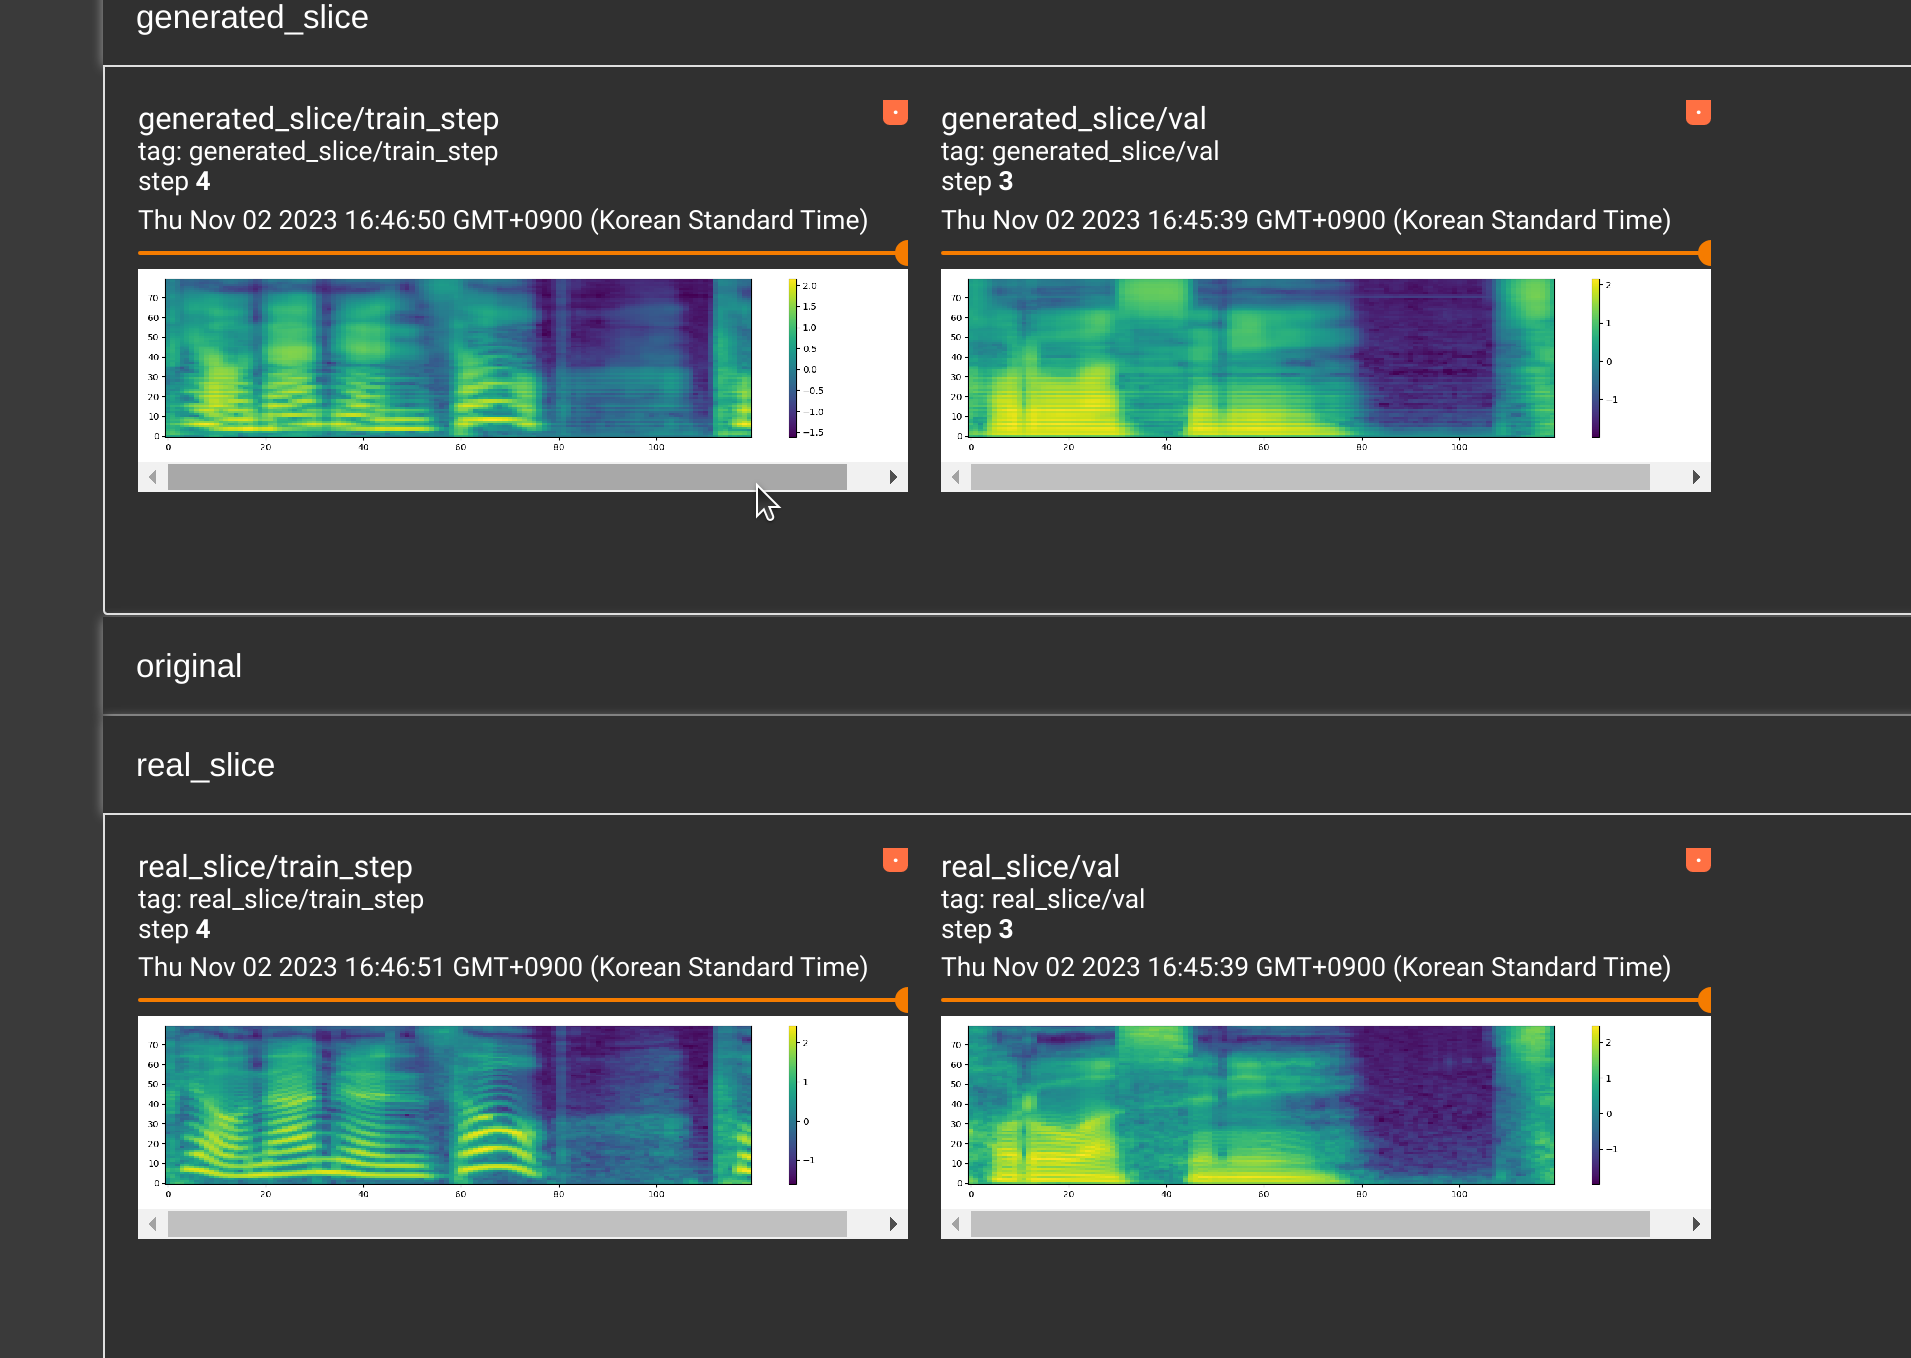 generated_slice
generated_slice/train_step
tag: generated_slice/train_step
step 4
Thu Nov 02 2023 16:46:50 GMT+0900 (Korean Standard Time)
70
60
50
40
30
20
10
0
0 20 40 60 80 100
2.0
1.5
1.0
0.5
0.0
−0.5
−1.0
−1.5
generated_slice/val
tag: generated_slice/val
step 3
Thu Nov 02 2023 16:45:39 GMT+0900 (Korean Standard Time)
70
60
50
40
30
20
10
0
0 20 40 60 80 100
2
1
0
−1
original
real_slice
real_slice/train_step
tag: real_slice/train_step
step 4
Thu Nov 02 2023 16:46:51 GMT+0900 (Korean Standard Time)
70
60
50
40
30
20
10
0
0 20 40 60 80 100
2
1
0
−1
real_slice/val
tag: real_slice/val
step 3
Thu Nov 02 2023 16:45:39 GMT+0900 (Korean Standard Time)
70
60
50
40
30
20
10
0
0 20 40 60 80 100
2
1
0
−1